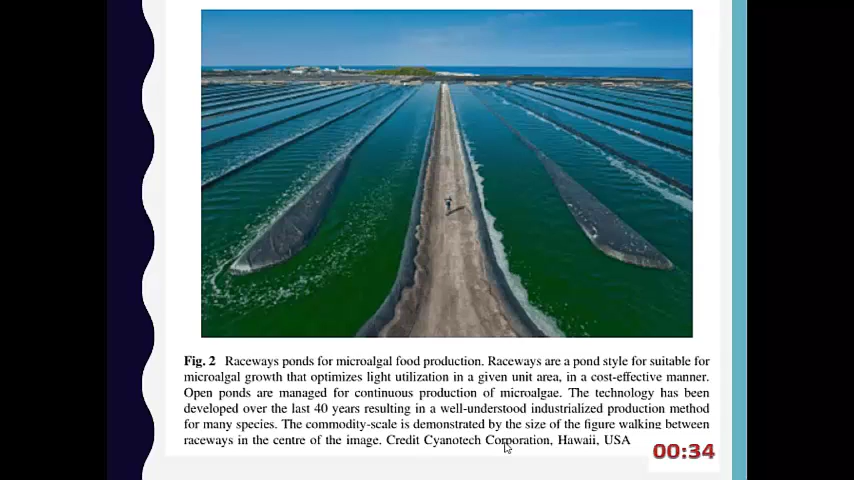 Fig. 2 Raceways ponds for microalgal food production. Raceways are a pond style for suitable for
microalgal growth that optimizes light utilization in a given unit area, in a cost-effective manner.
Open ponds are managed for continuous production of microalgae. The technology has been
developed over the last 40 years resulting in a well-understood industrialized production method
for many species. The commodity-scale is demonstrated by the size of the figure walking between
raceways in the centre of the image. Credit Cyanotech Corporation, Hawaii, USA
00:34